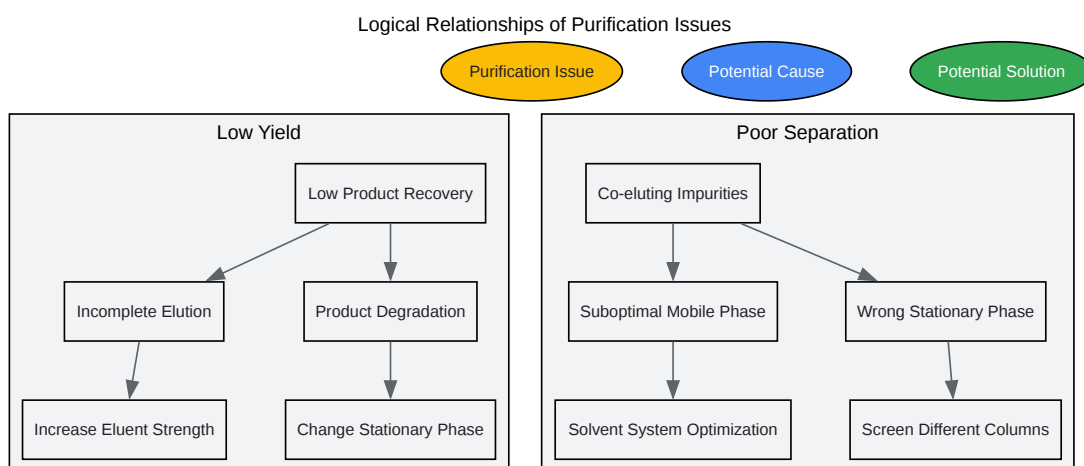 Logical Relationships of Purification Issues
Purification Issue
Potential Cause
Potential Solution
Low Yield
Low Product Recovery
Incomplete Elution
Product Degradation
Increase Eluent Strength
Change Stationary Phase
Poor Separation
Co-eluting Impurities
Suboptimal Mobile Phase
Wrong Stationary Phase
Solvent System Optimization
Screen Different Columns